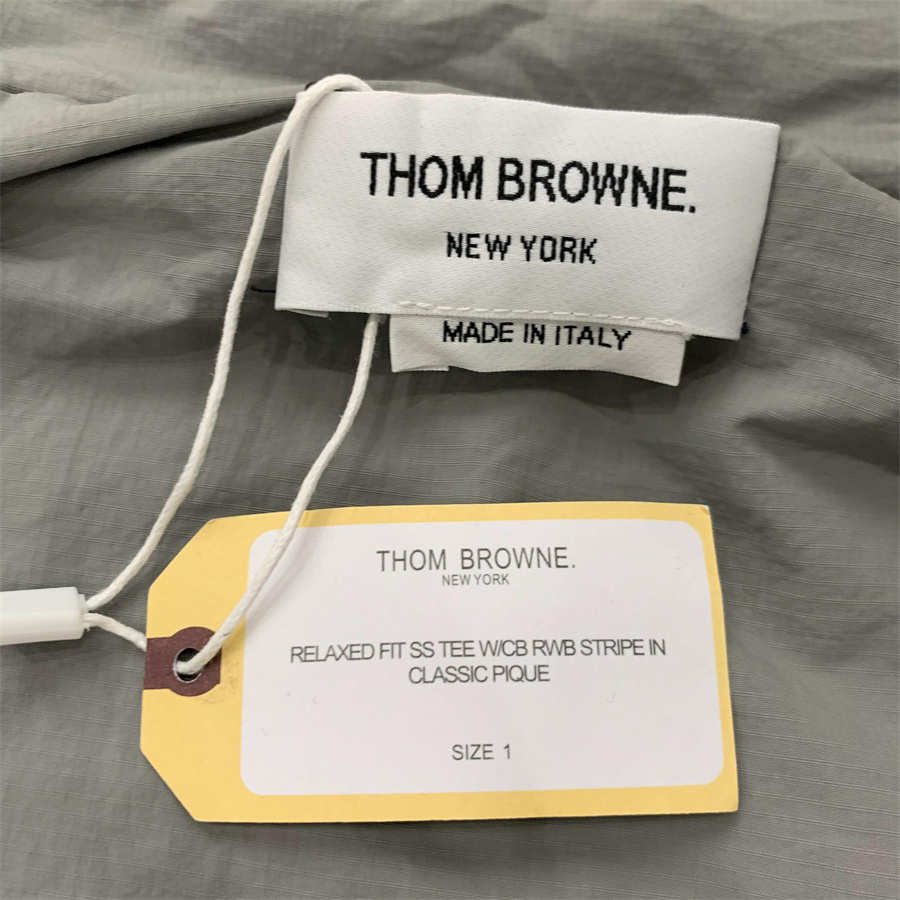 THOM BROWNE.
NEW YORK
MADE IN ITALY
THOM BROWNE.
NEW YORK
RELAXED FIT SS TEE W/CB RWB STRIPE IN
CLASSIC PIQUE
SIZE 1